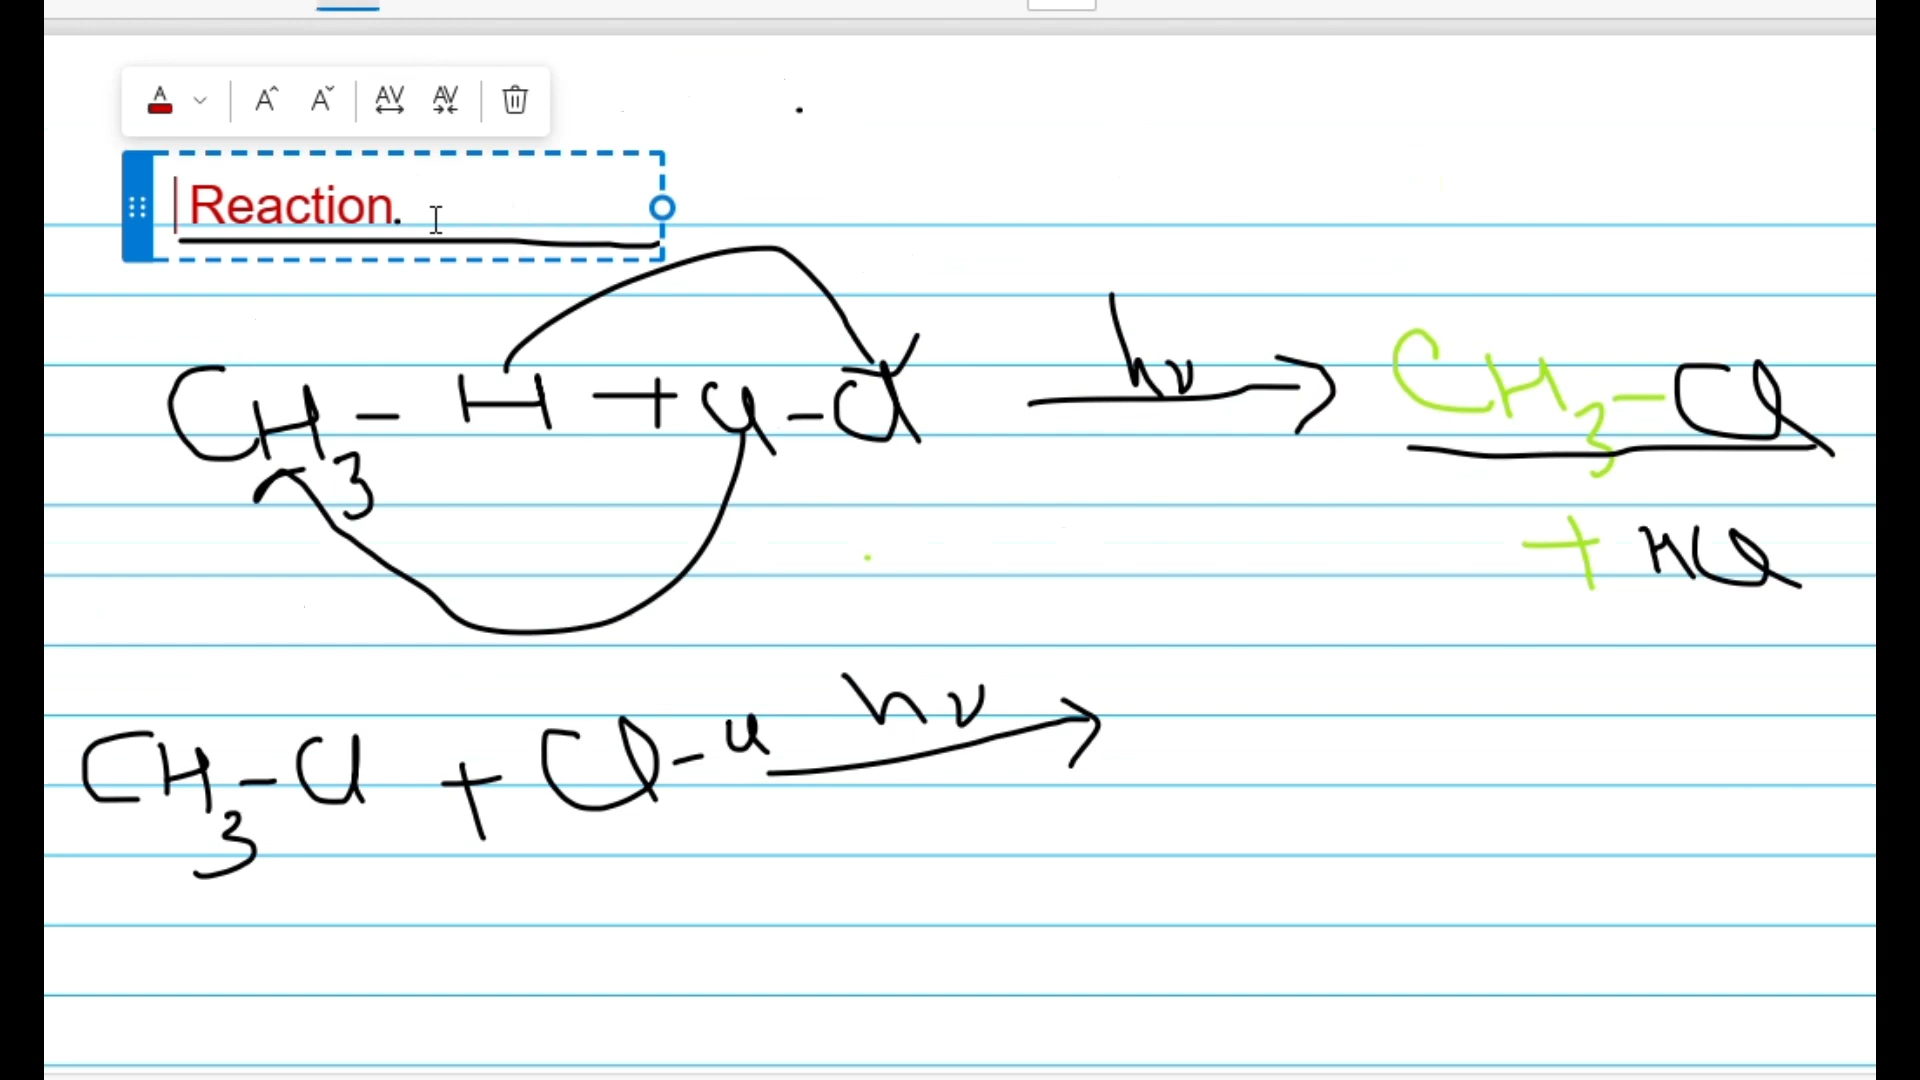 Reaction.
CH3 - H + Cl - Cl hν → CH3 - Cl
+ HCl
CH3 - Cl + Cl - Cl hν →